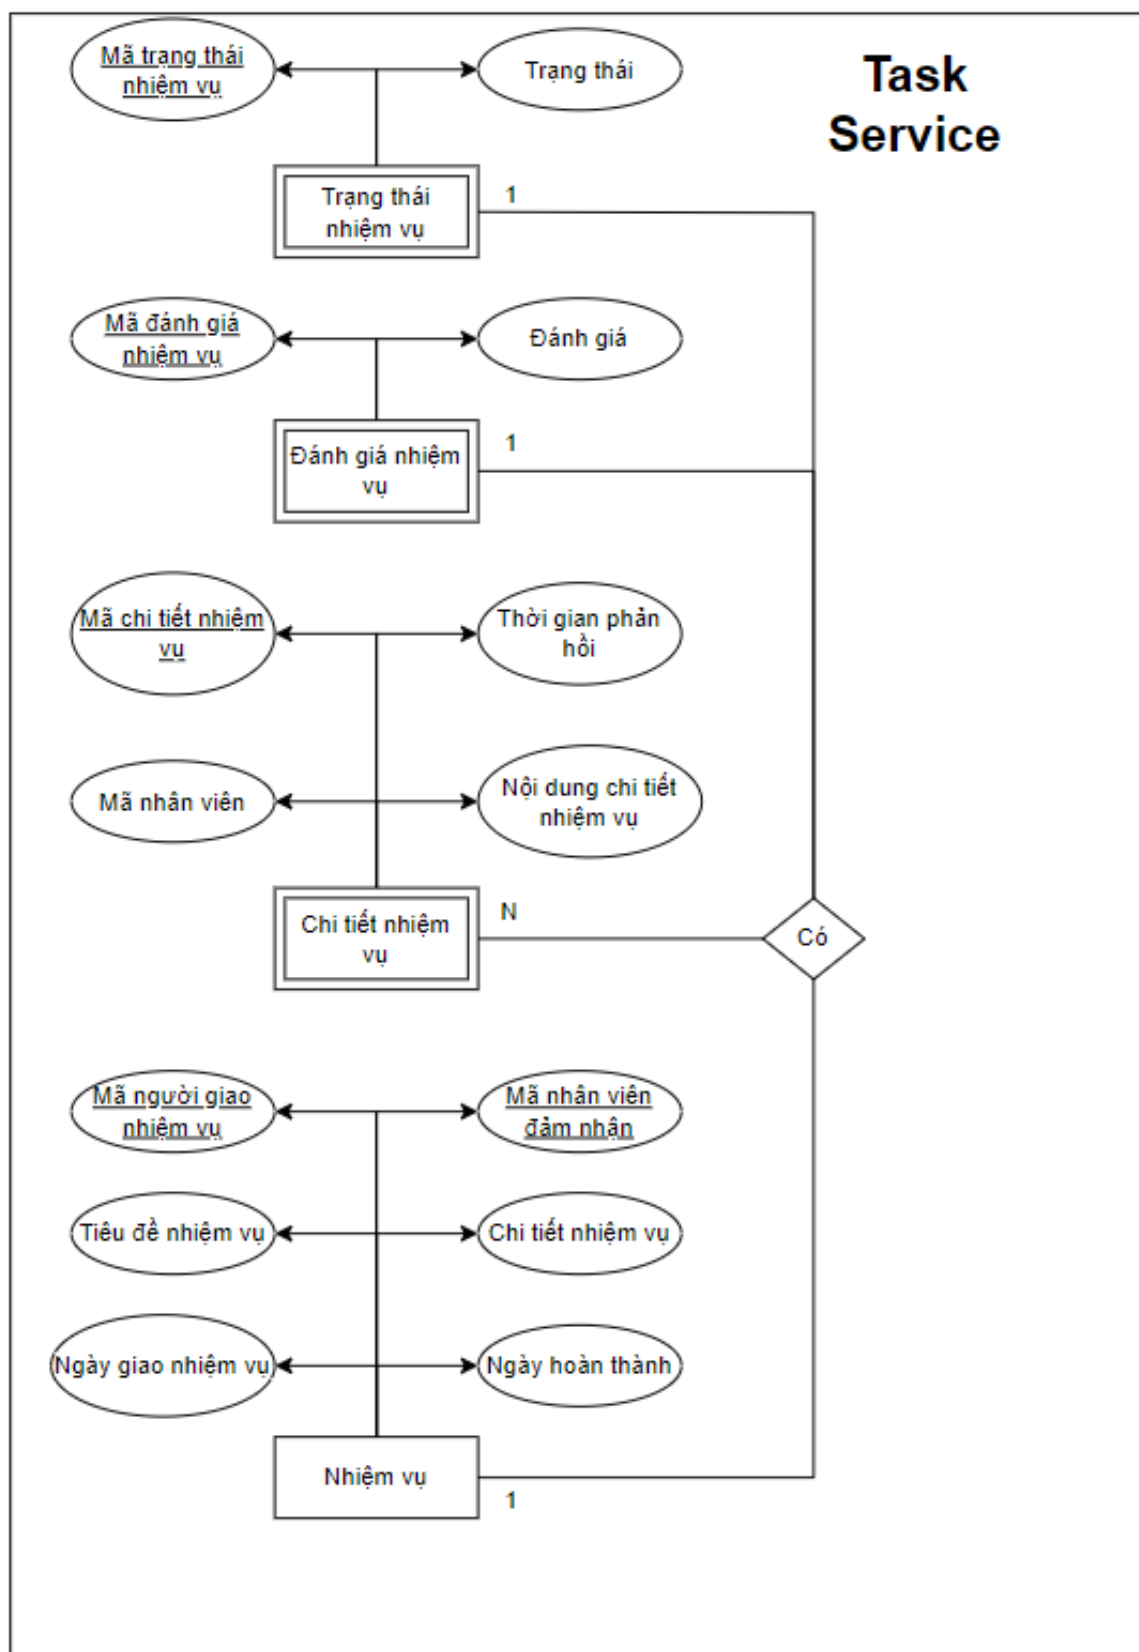 Mã trạng thái
nhiệm vụ
Trạng thái
Task
Service
Trạng thái
nhiệm vụ
1
Mã đánh giá
nhiệm vụ
Đánh giá
Đánh giá nhiệm
vụ
1
Mã chi tiết nhiệm
vụ
Thời gian phản
hồi
Mã nhân viên
Nội dung chi tiết
nhiệm vụ
Chi tiết nhiệm
vụ
N
Có
Mã người giao
nhiệm vụ
Mã nhân viên
đảm nhận
Tiêu đề nhiệm vụ
Chi tiết nhiệm vụ
Ngày giao nhiệm vụ
Ngày hoàn thành
Nhiệm vụ
1